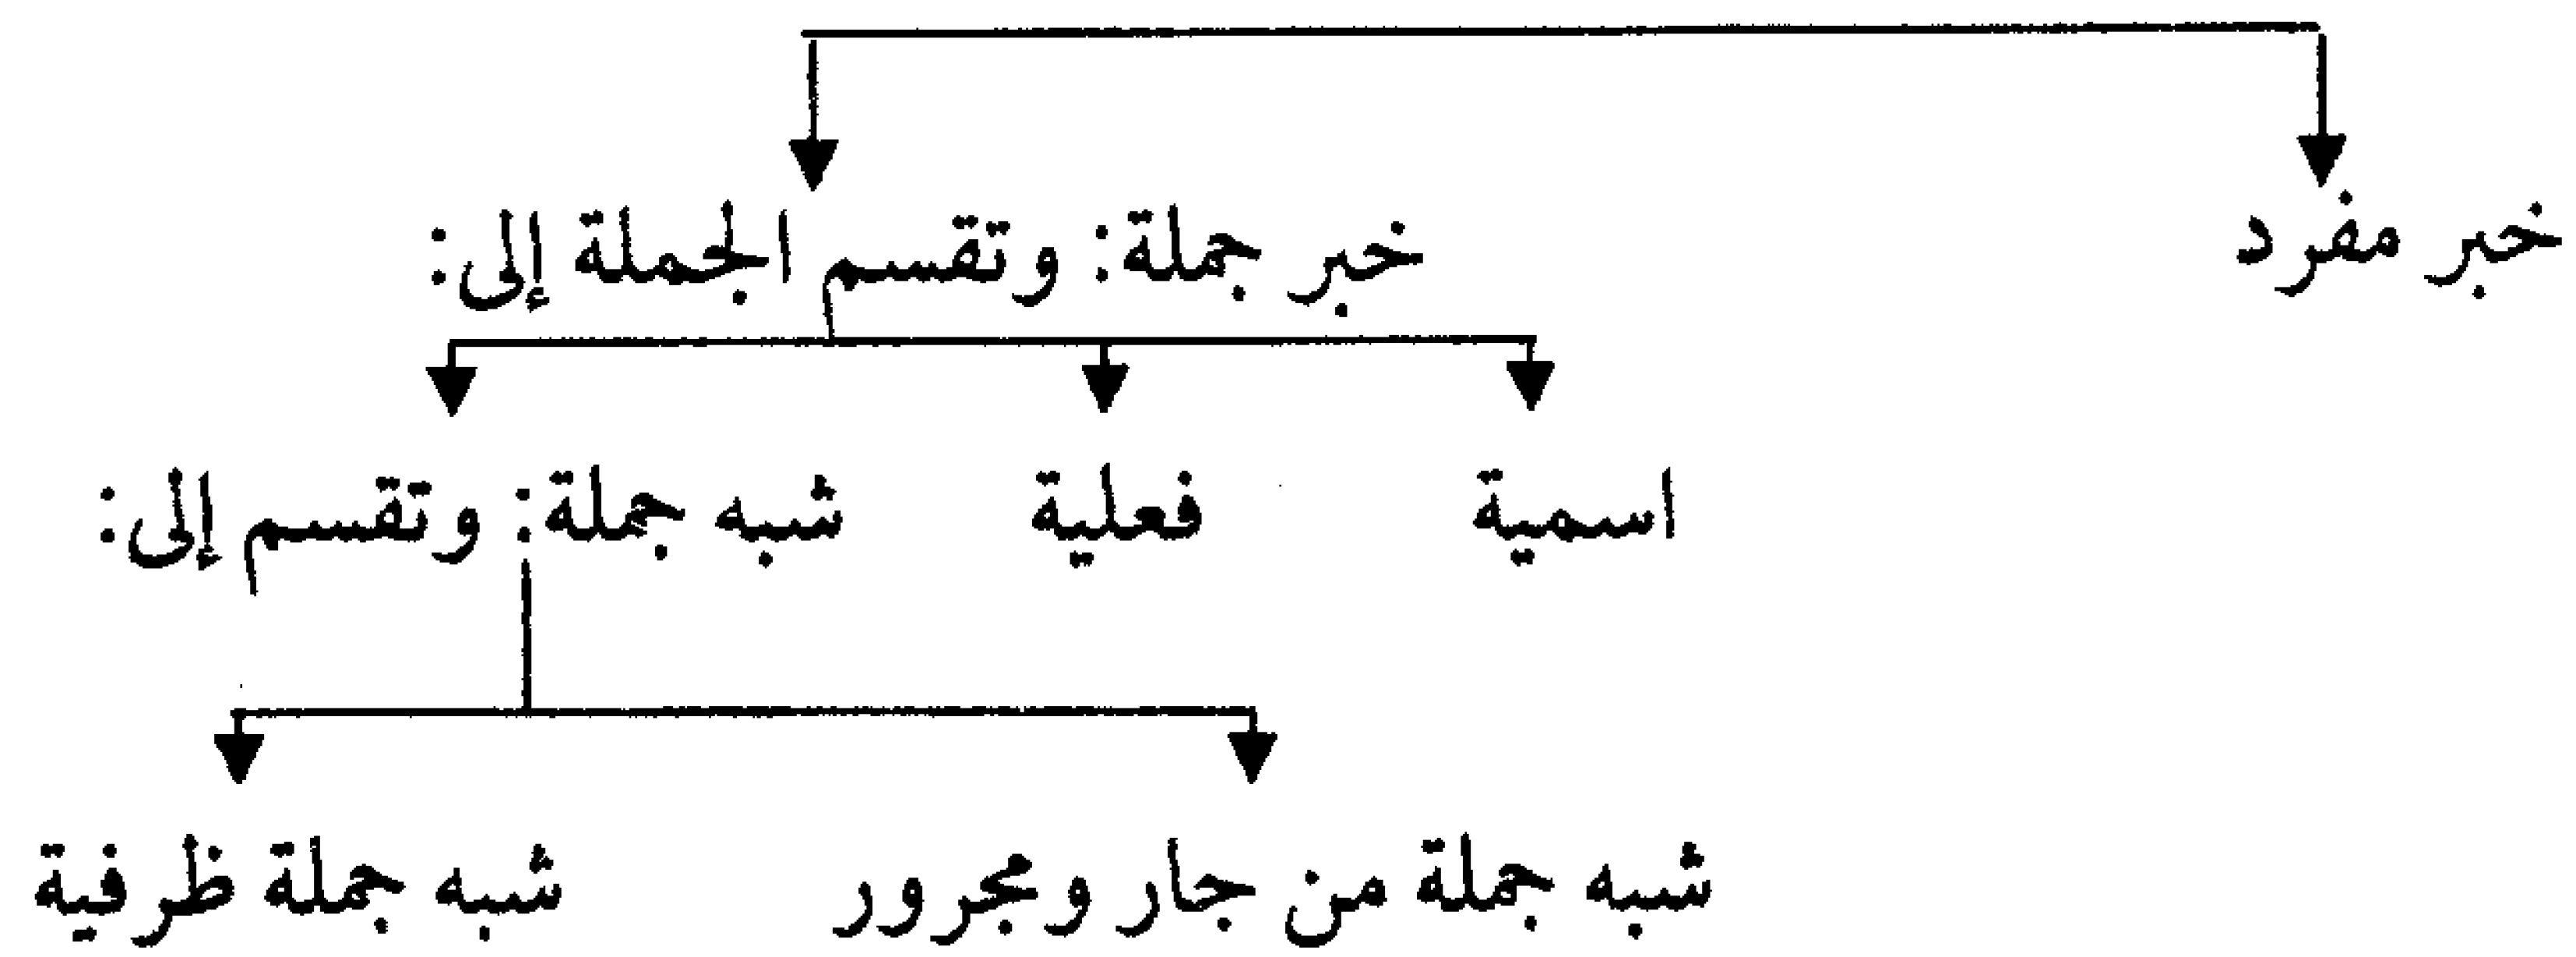 خبر مفرد خبر جملة: وتقسم الجملة إلى:
اسمية فعلية شبه جملة: وتقسم إلى:
شبه جملة من جار ومجرور شبه جملة ظرفية